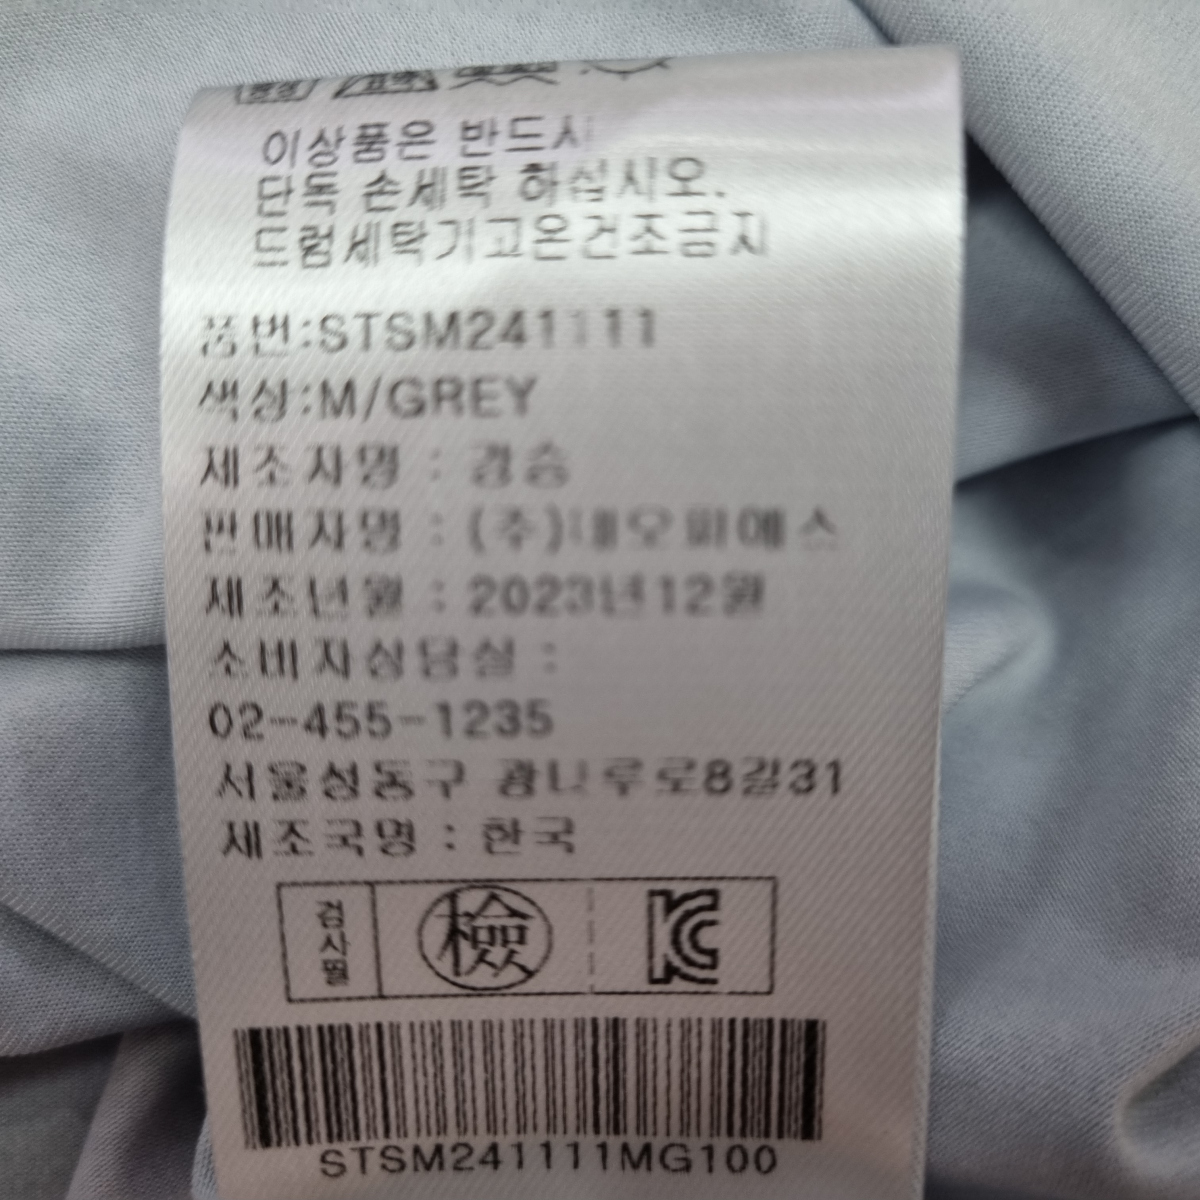 이상품은 반드시
단독 손세탁 하십시오.
드럼세탁기고온건조금지
품번:STSM241111
색상:M/GREY
제조자명 : 경승
판매자명 : (주)네오피에스
제조년월 : 2023년12월
소비자상담실 :
02-455-1235
서울성동구 광나루로8길31
제조국명 : 한국
검사필 檢 KC
STSM241111MG100